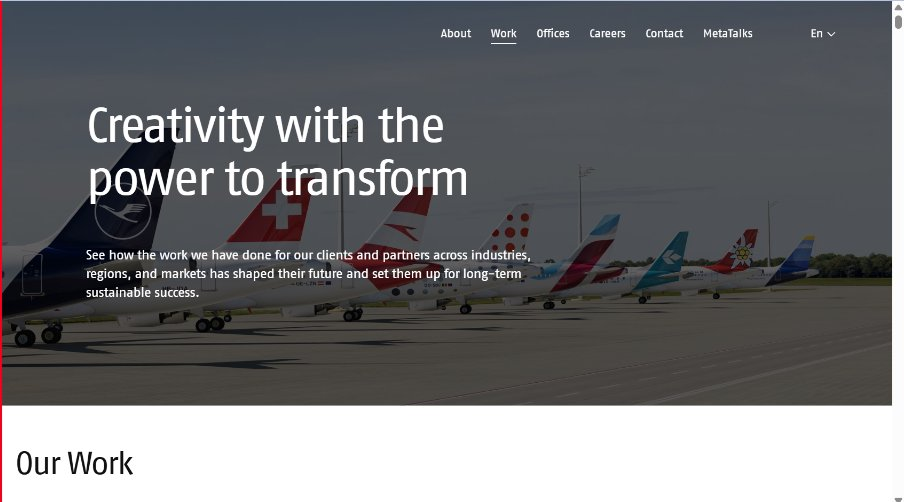 About Work Offices Careers Contact MetaTalks En
Creativity with the
power to transform
See how the work we have done for our clients and partners across industries,
regions, and markets has shaped their future and set them up for long-term
sustainable success.
Our Work